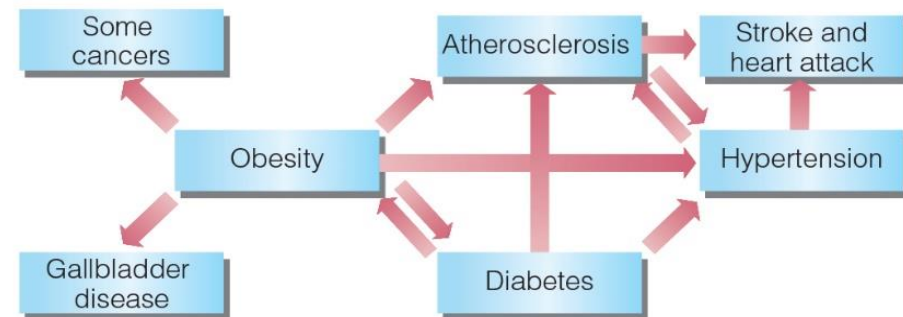 Some
cancers
Atherosclerosis
Stroke and
heart attack
Obesity
Hypertension
Gallbladder
disease
Diabetes